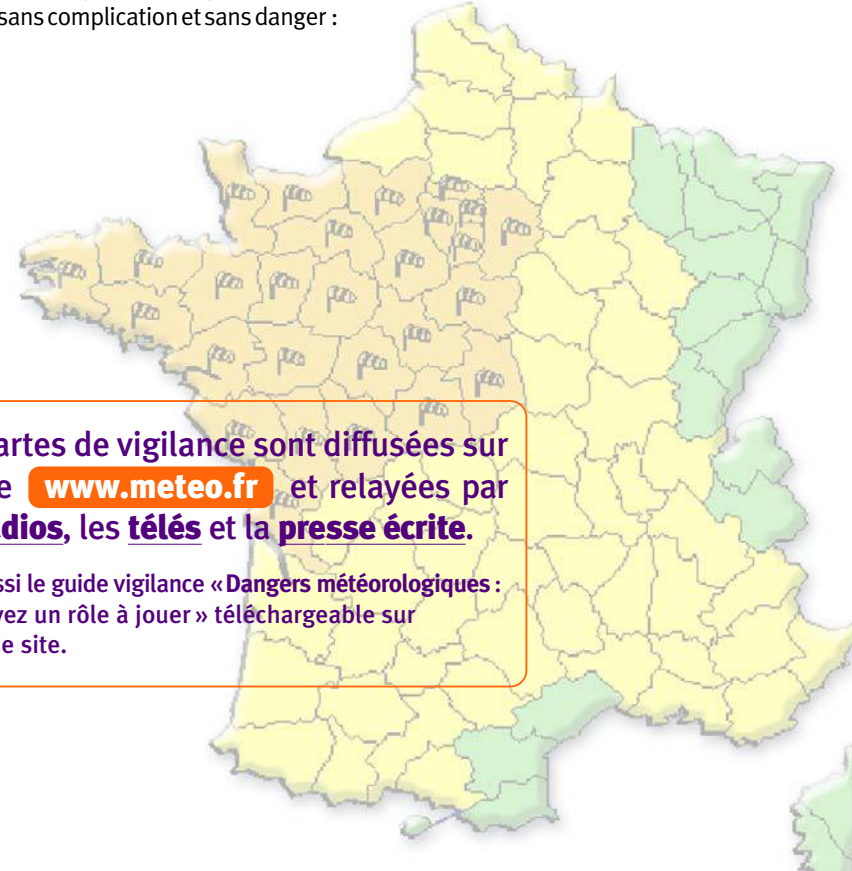 sans complication et sans danger :
artes de vigilance sont diffusées sur
e www.meteo.fr et relayées par
dios, les télés et la presse écrite.
ssi le guide vigilance « Dangers météorologiques :
yez un rôle à jouer » téléchargeable sur
e site.